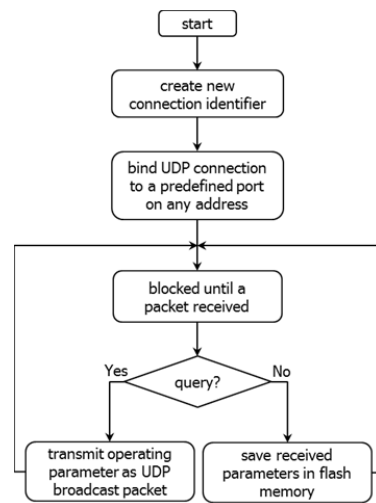 start
create new
connection identifier
bind UDP connection
to a predefined port
on any address
blocked until a
packet received
Yes
query?
No
transmit operating
parameter as UDP
broadcast packet
save received
parameters in flash
memory